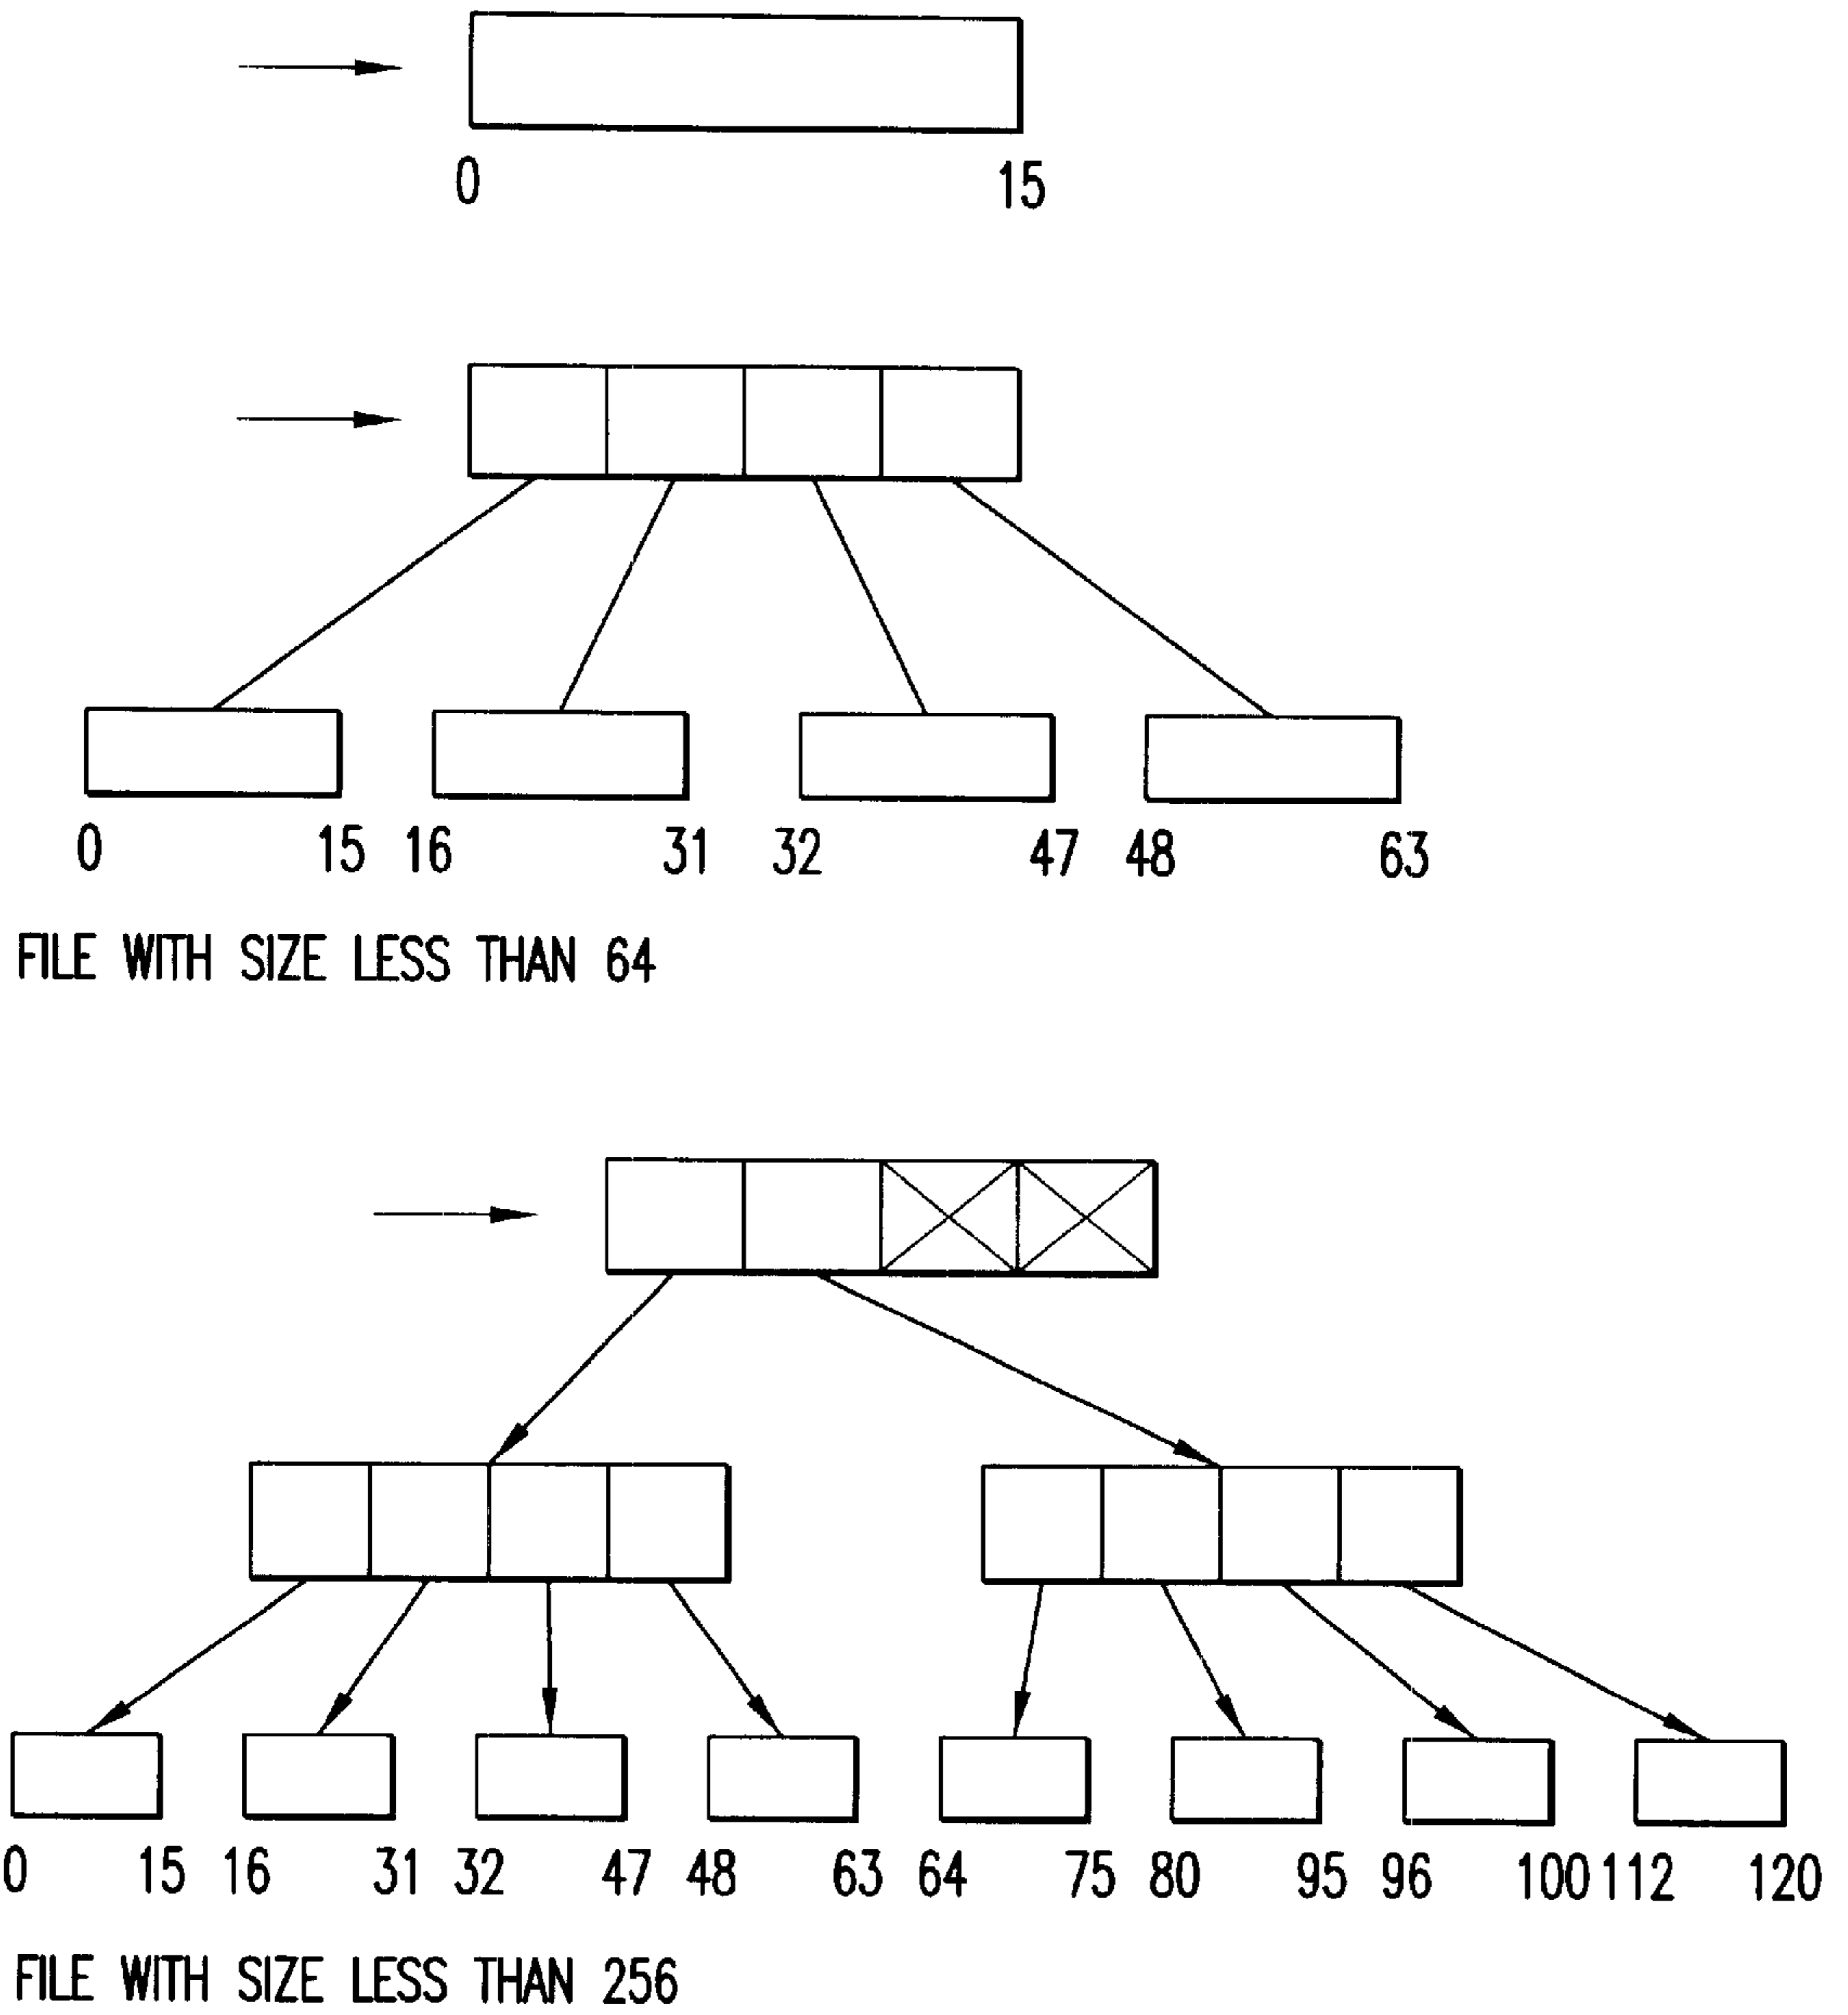 0 15
0 15 16 31 32 47 48 63
FILE WITH SIZE LESS THAN 64
0 15 16 31 32 47 48 63 64 75 80 95 96 100 112 120
FILE WITH SIZE LESS THAN 256